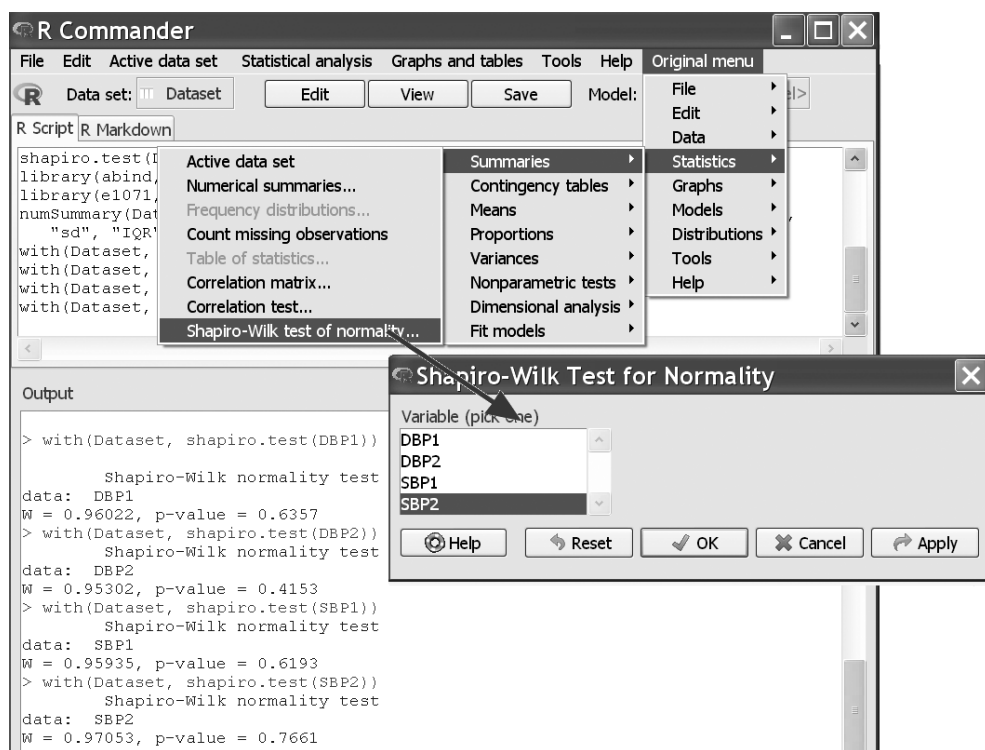 R Commander
File Edit Active data set Statistical analysis Graphs and tables Tools Help Original menu
Data set: Dataset Edit View Save Model:
R Script R Markdown
File
Edit
Data
Statistics
Graphs
Models
Distributions
Tools
Help
Summaries
Contingency tables
Means
Proportions
Variances
Nonparametric tests
Dimensional analysis
Fit models
Active data set
Numerical summaries...
Frequency distributions...
Count missing observations
Table of statistics...
Correlation matrix...
Correlation test...
Shapiro-Wilk test of normality...
shapiro.test(
library(abind,
library(e1071,
numSummary(Dat
"sd", "IQR"
with(Dataset,
with(Dataset,
with(Dataset,
with(Dataset,
Shapiro-Wilk Test for Normality
Variable (pick one)
DBP1
DBP2
SBP1
SBP2
Help Reset OK Cancel Apply
Output
> with(Dataset, shapiro.test(DBP1))
Shapiro-Wilk normality test
data: DBP1
W = 0.96022, p-value = 0.6357
> with(Dataset, shapiro.test(DBP2))
Shapiro-Wilk normality test
data: DBP2
W = 0.95302, p-value = 0.4153
> with(Dataset, shapiro.test(SBP1))
Shapiro-Wilk normality test
data: SBP1
W = 0.95935, p-value = 0.6193
> with(Dataset, shapiro.test(SBP2))
Shapiro-Wilk normality test
data: SBP2
W = 0.97053, p-value = 0.7661